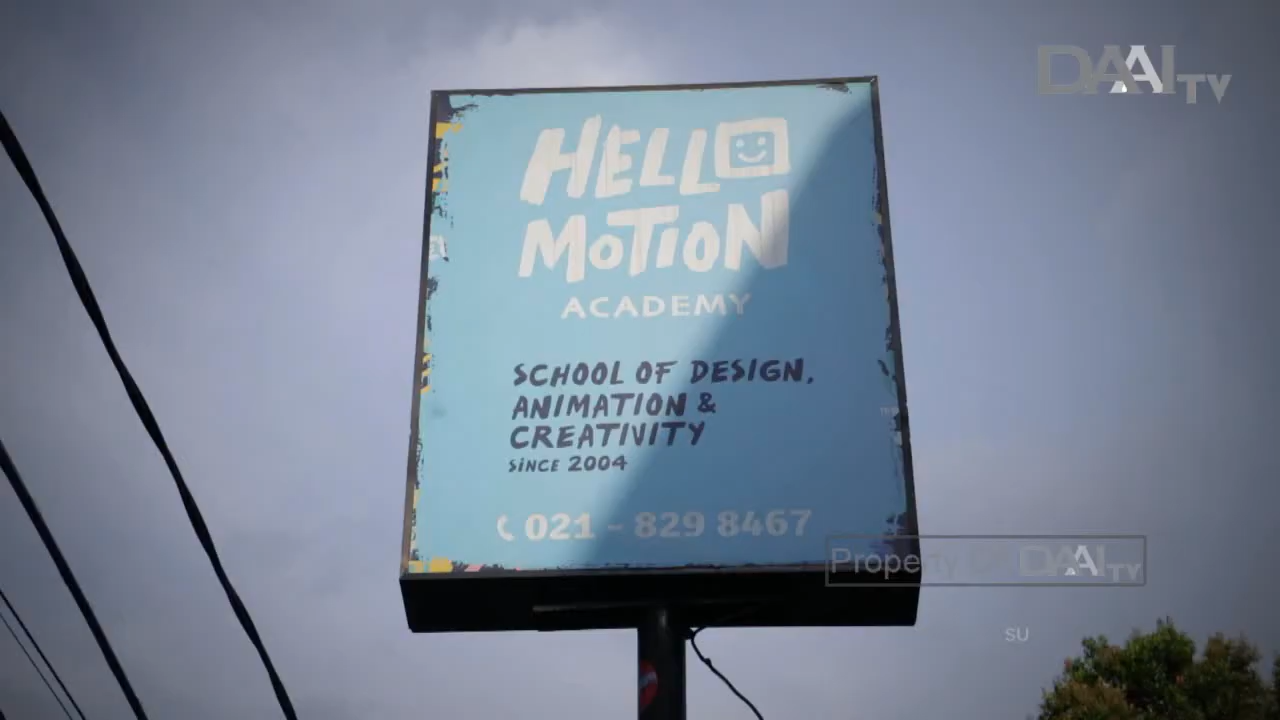 DAAI TV
HELLO
MOTION
ACADEMY
SCHOOL OF DESIGN,
ANIMATION &
CREATIVITY
SINCE 2004
021 - 829 8467
Property DAAI TV
SU